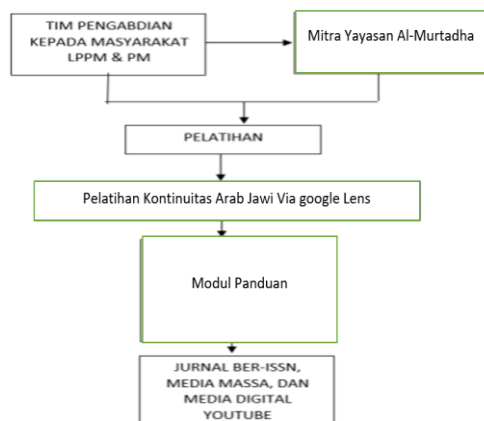 TIM PENGABDIAN
KEPADA MASYARAKAT
LPPM & PM
Mitra Yayasan Al-Murtadha
PELATIHAN
Pelatihan Kontinuitas Arab Jawi Via google Lens
Modul Panduan
JURNAL BER-ISSN,
MEDIA MASSA, DAN
MEDIA DIGITAL
YOUTUBE